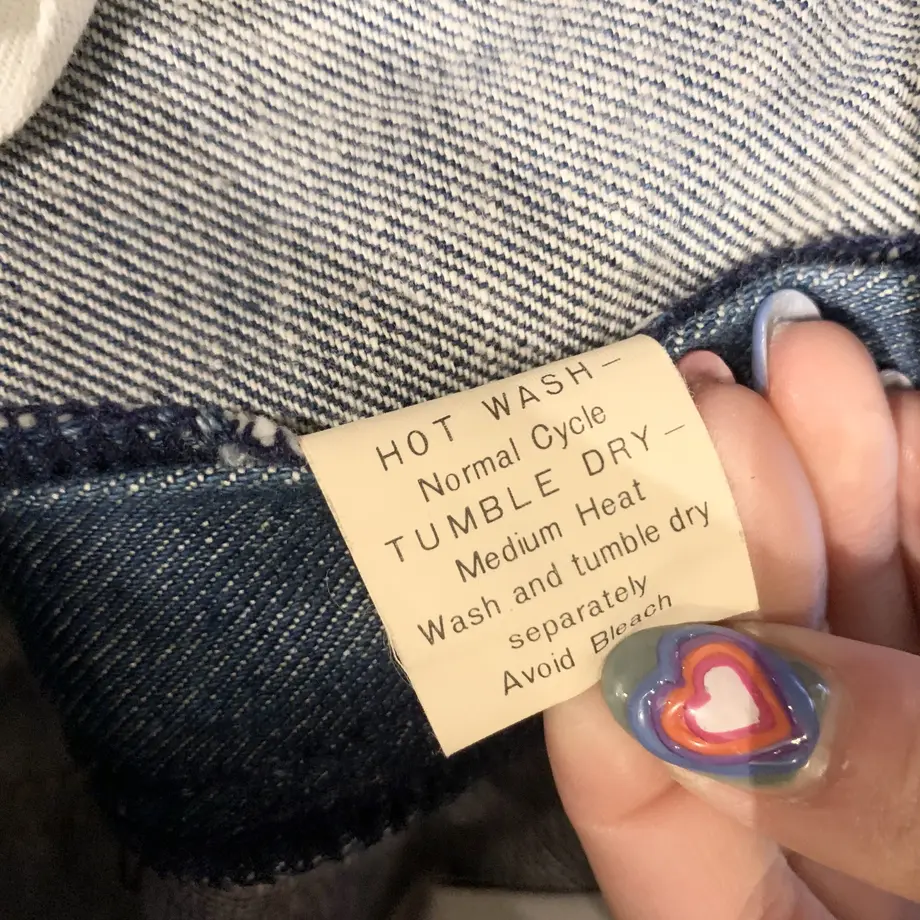 HOT WASH—
Normal Cycle
TUMBLE DRY—
Medium Heat
Wash and tumble dry
separately
Avoid Bleach